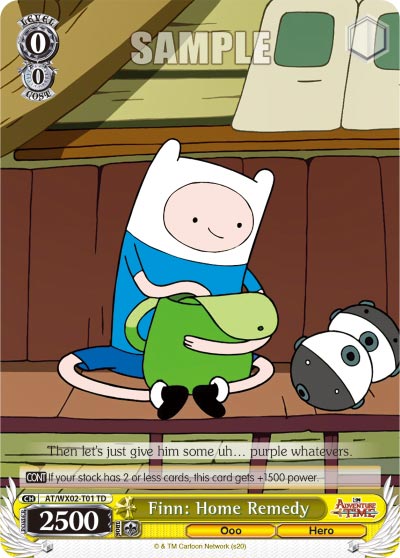 LEVEL
0
0
COST
SAMPLE
Then let's just give him some uh... purple whatevers.
CONT If your stock has 2 or less cards, this card gets +1500 power.
CH AT/WX02-T01 TD
Finn: Home Remedy
ADVENTURE TIME
POWER 2500 SOUL
Ooo Hero
© & TM Cartoon Network (s20)